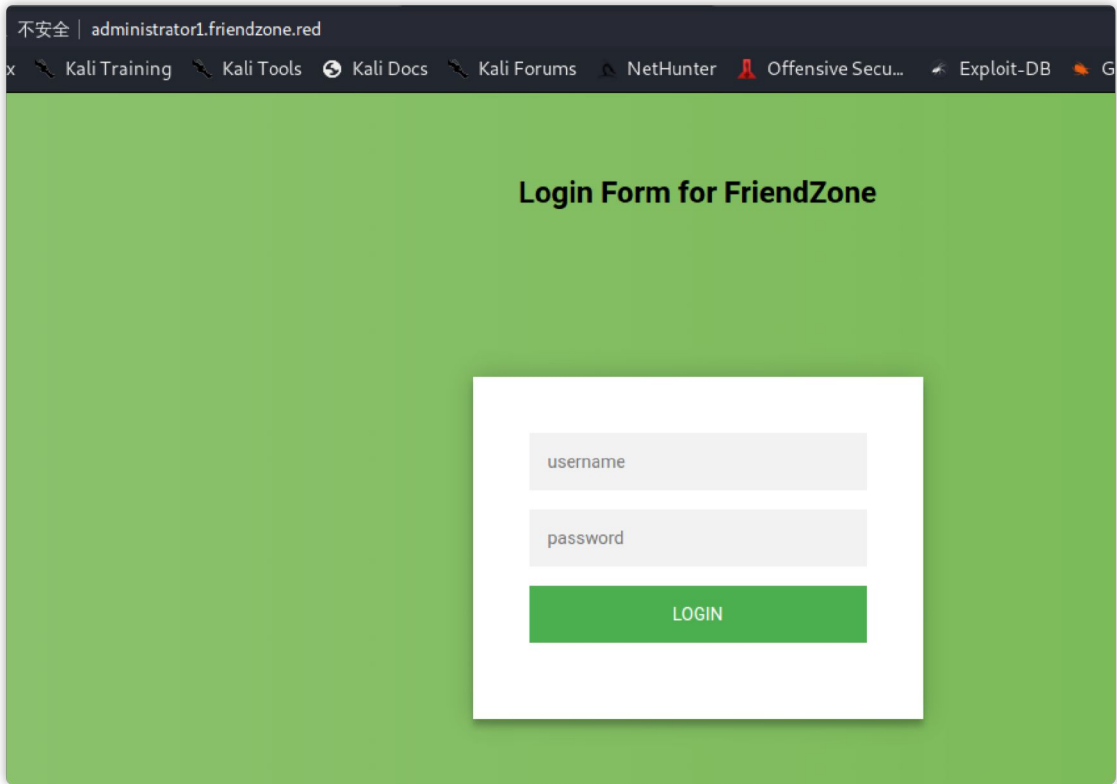 不安全 | administrator1.friendzone.red
x Kali Training Kali Tools Kali Docs Kali Forums NetHunter Offensive Secu... Exploit-DB G
Login Form for FriendZone
username
password
LOGIN